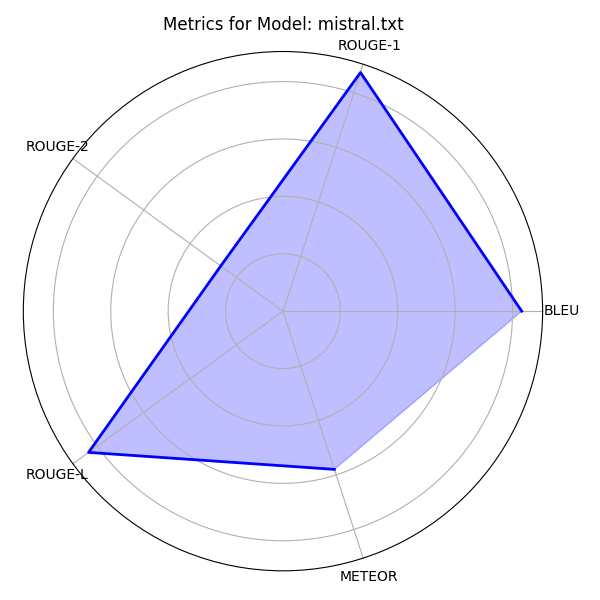 Metrics for Model: mistral.txt
ROUGE-1
ROUGE-2
BLEU
ROUGE-L
METEOR